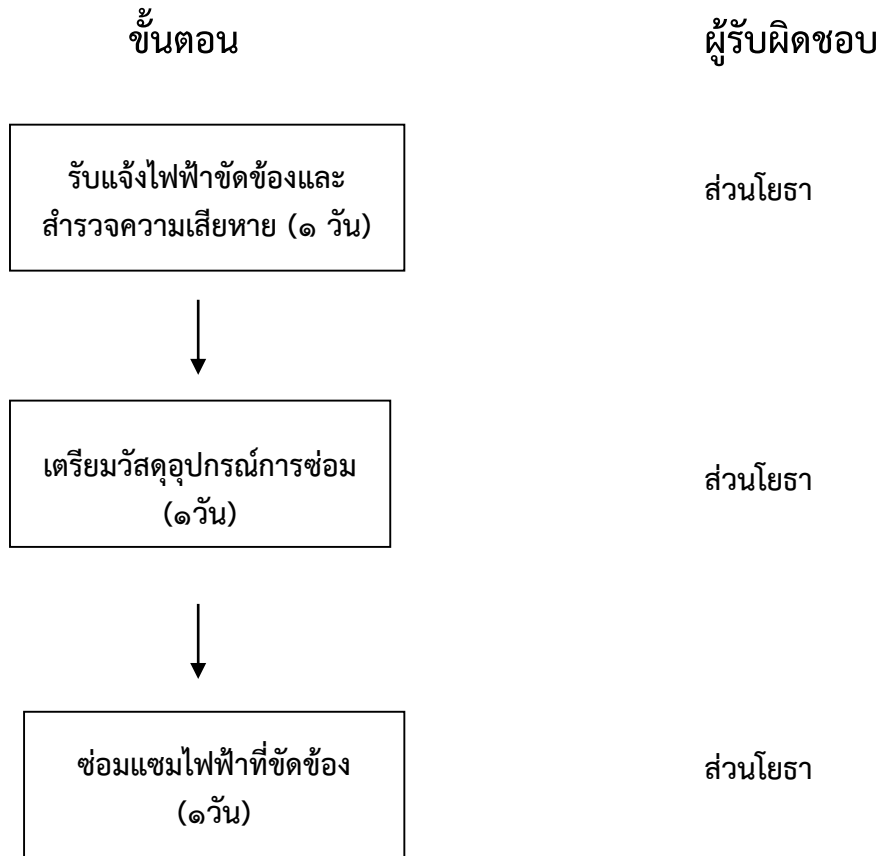 ขั้นตอน ผู้รับผิดชอบ
รับแจ้งไฟฟ้าขัดข้องและ
สำรวจความเสียหาย (๑ วัน)
ส่วนโยธา
เตรียมวัสดุอุปกรณ์การซ่อม
(๑วัน)
ส่วนโยธา
ซ่อมแซมไฟฟ้าที่ขัดข้อง
(๑วัน)
ส่วนโยธา